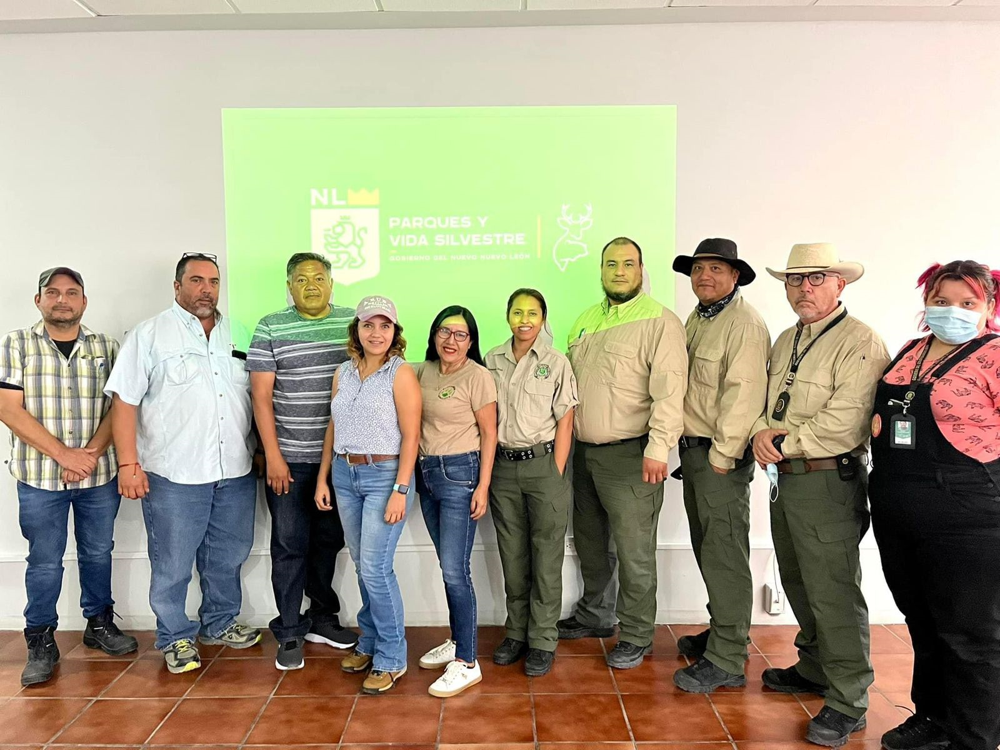 NL
PARQUES Y
VIDA SILVESTRE
GOBIERNO DEL NUEVO NUEVO LEÓN